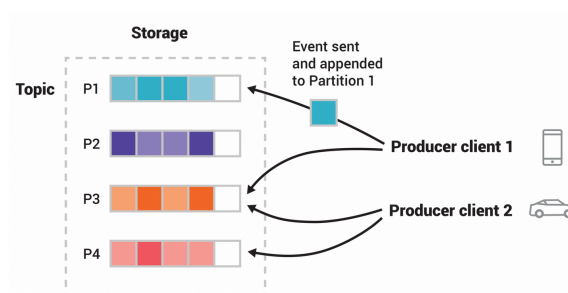 Storage
Event sent
and appended
to Partition 1
Topic
P1
P2
Producer client 1
P3
Producer client 2
P4